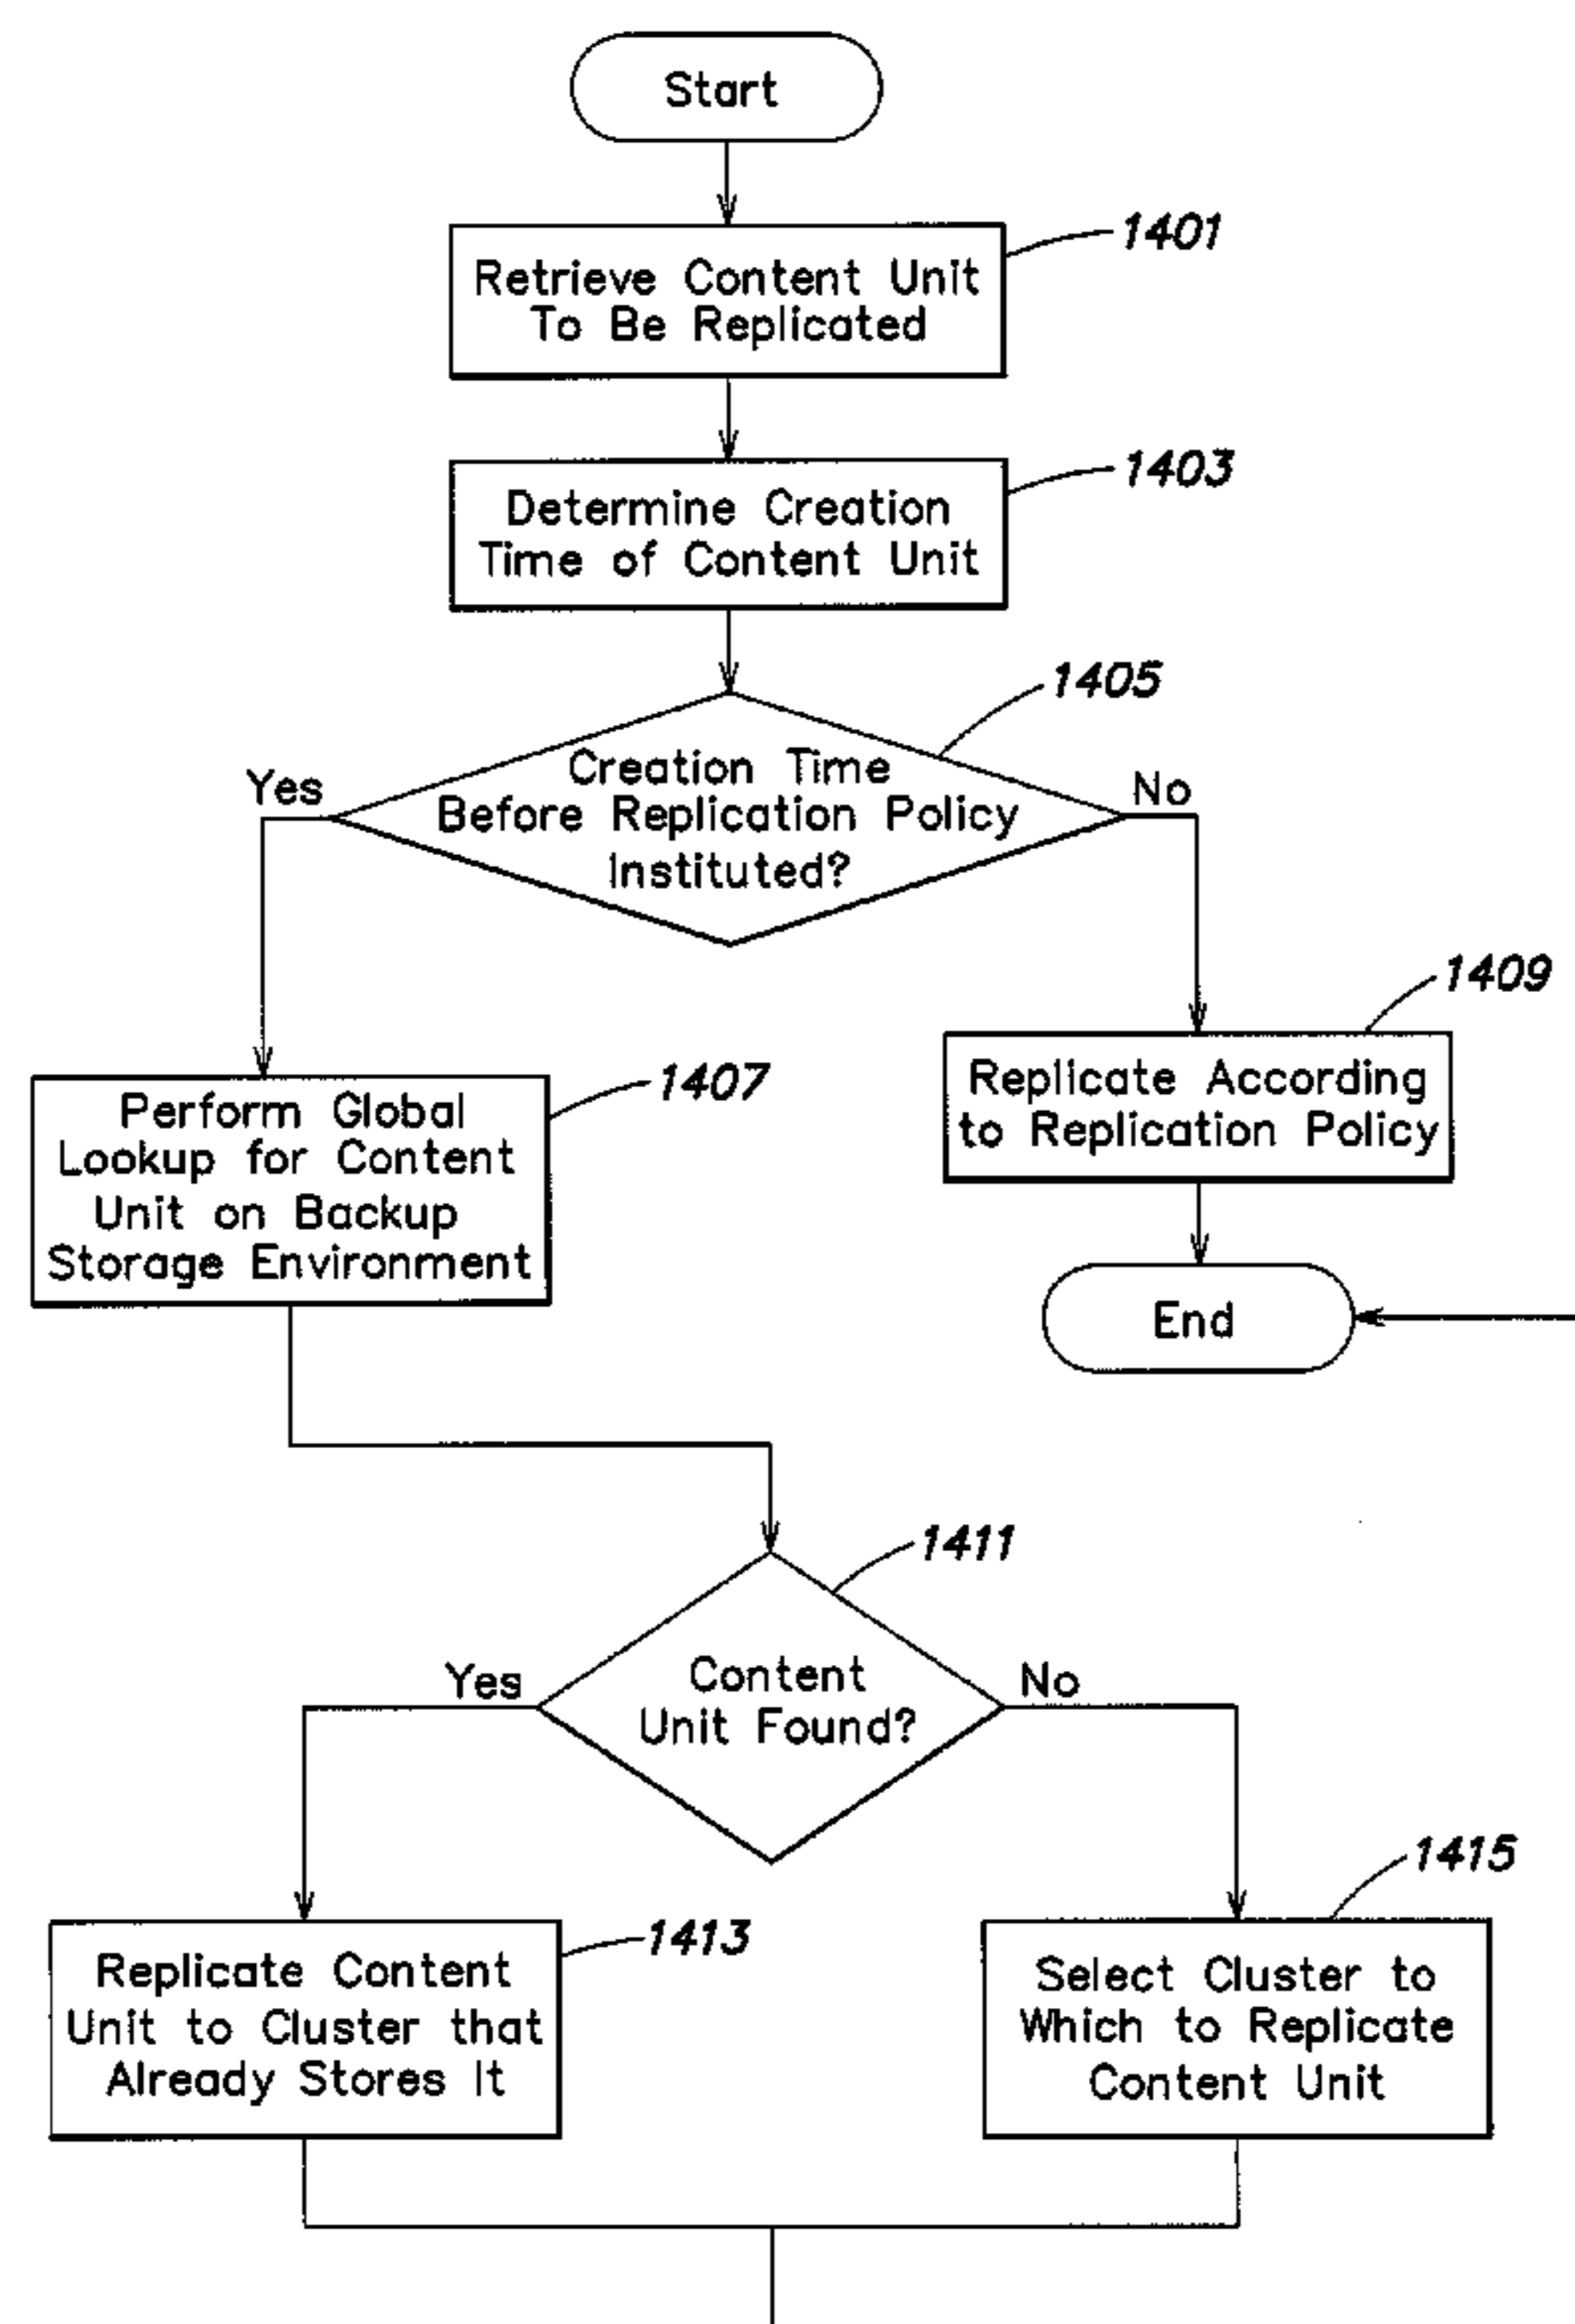 Start
1401
Retrieve Content Unit
To Be Replicated
1403
Determine Creation
Time of Content Unit
1405
Creation Time
Before Replication Policy
Instituted?
Yes
No
1409
Replicate According
to Replication Policy
1407
Perform Global
Lookup for Content
Unit on Backup
Storage Environment
End
1411
Content
Unit Found?
Yes
No
1413
Replicate Content
Unit to Cluster that
Already Stores It
1415
Select Cluster to
Which to Replicate
Content Unit